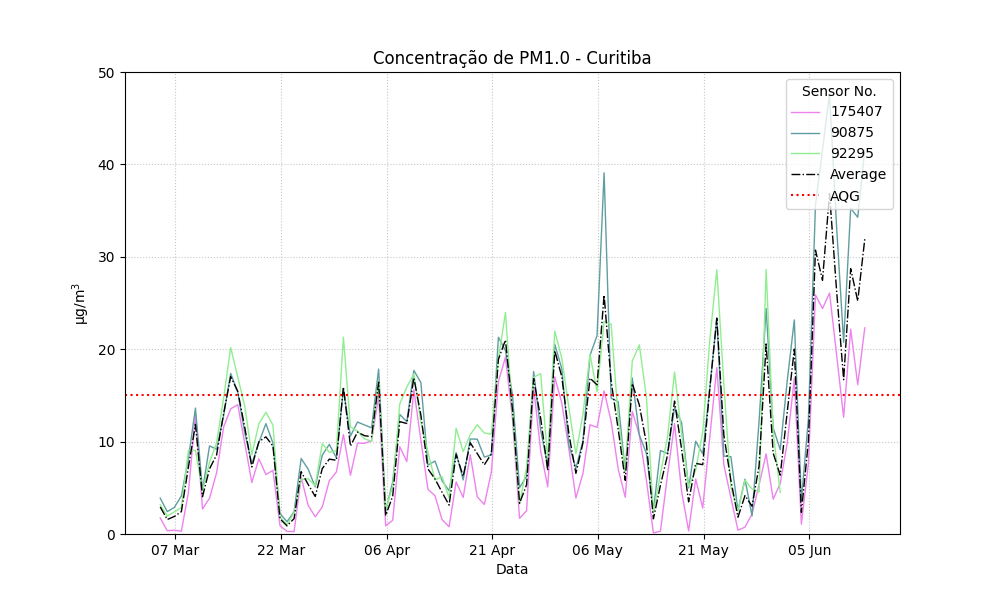 Concentração de PM1.0 - Curitiba
Sensor No.
175407
90875
92295
Average
AQG
50
40
30
20
10
0
µg/m³
07 Mar
22 Mar
06 Apr
21 Apr
06 May
21 May
05 Jun
Data